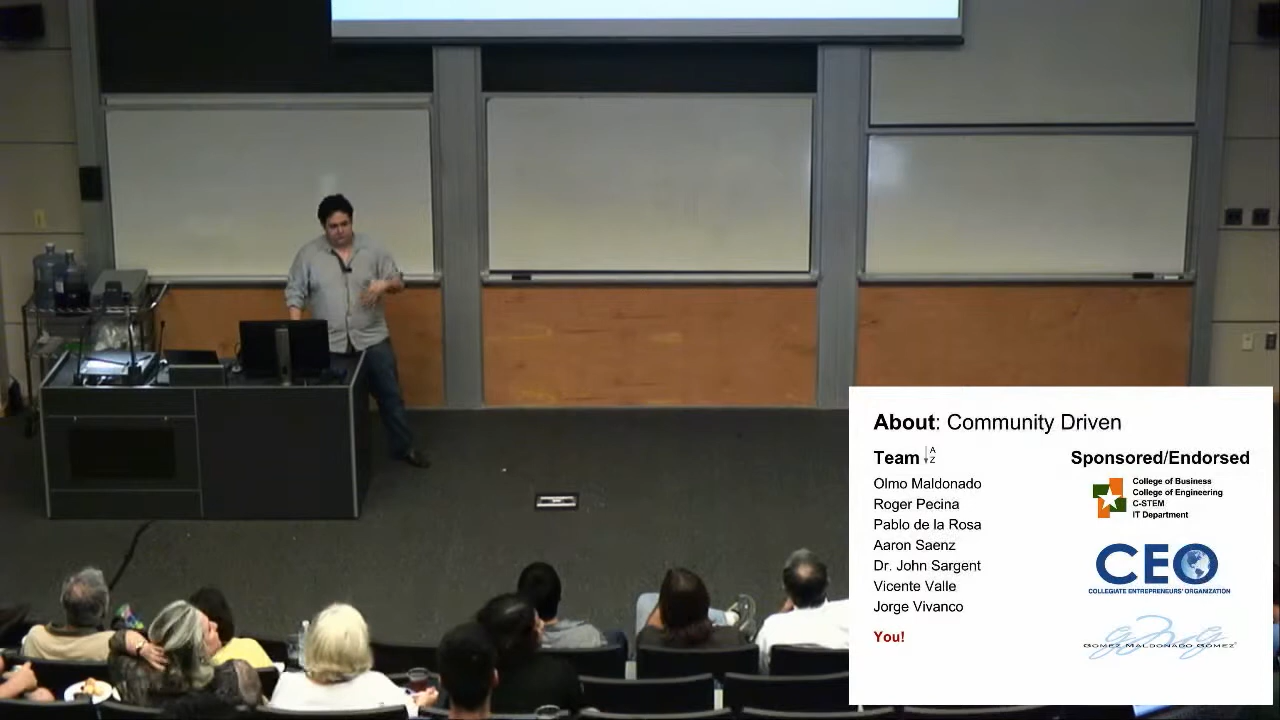 About: Community Driven
Team A Z
Olmo Maldonado
Roger Pecina
Pablo de la Rosa
Aaron Saenz
Dr. John Sargent
Vicente Valle
Jorge Vivanco
You!
Sponsored/Endorsed
College of Business
College of Engineering
C-STEM
IT Department
CEO
COLLEGIATE ENTREPRENEURS' ORGANIZATION
GMG
GOMEZ MALDONADO GOMEZ